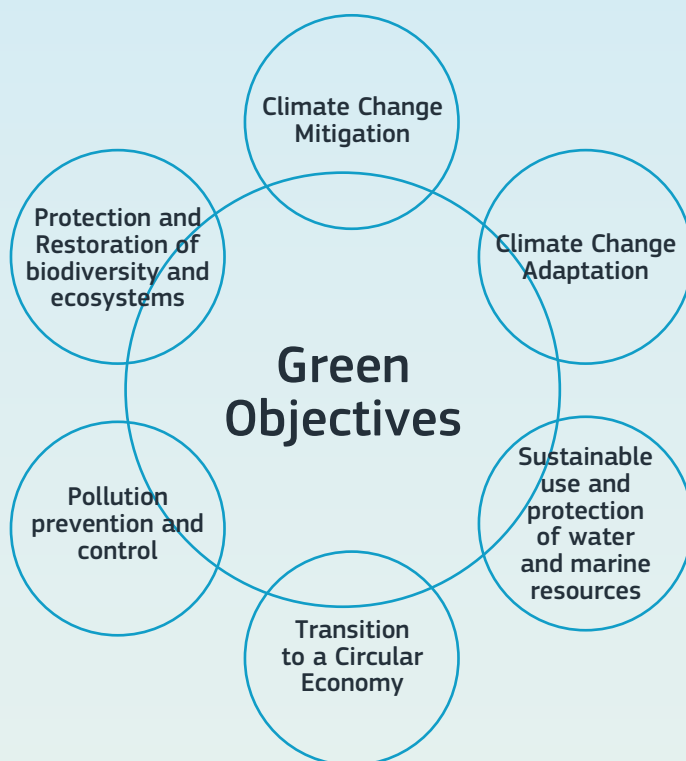 Climate Change
Mitigation
Protection and
Restoration of
biodiversity and
ecosystems
Climate Change
Adaptation
Green
Objectives
Pollution
prevention and
control
Sustainable
use and
protection
of water
and marine
resources
Transition
to a Circular
Economy